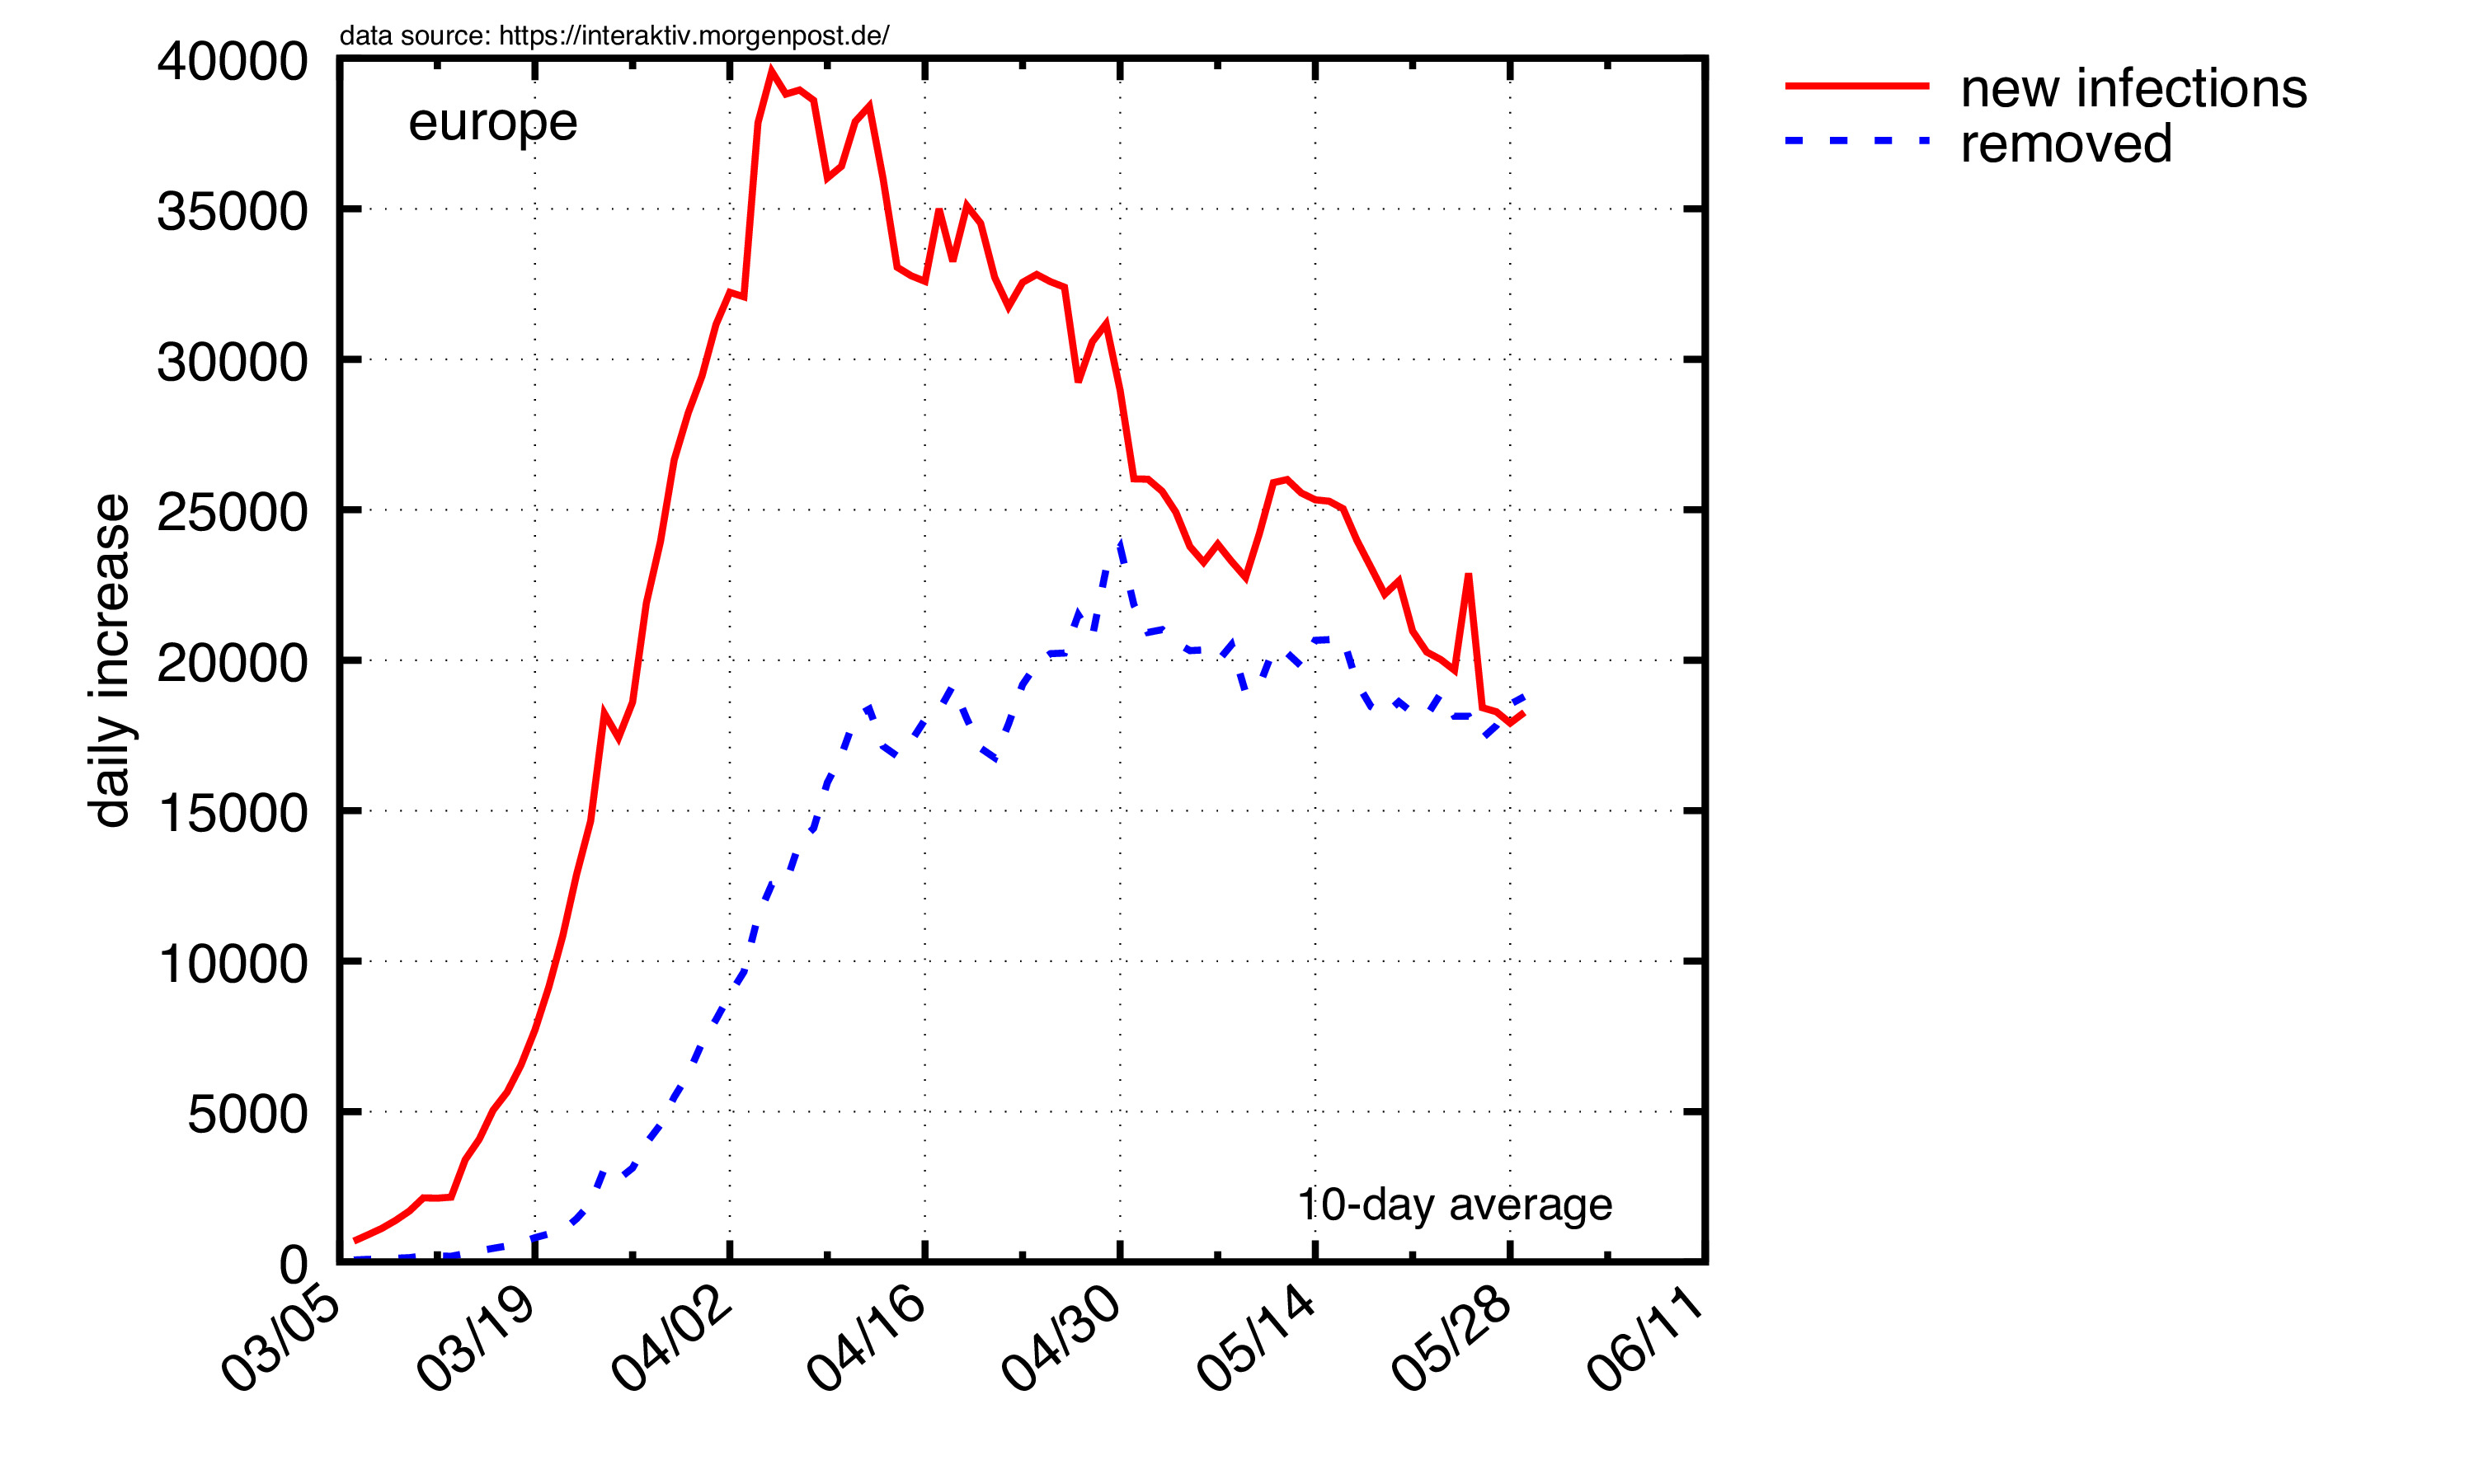 data source: https://interaktiv.morgenpost.de/
40000
35000
30000
25000
20000
15000
10000
5000
0
daily increase
europe
new infections
removed
10-day average
03/05
03/19
04/02
04/16
04/30
05/14
05/28
06/11